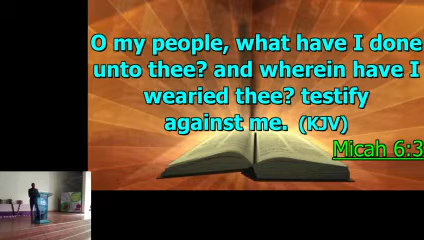 O my people, what have I done
unto thee? and wherein have I
wearied thee? testify
against me. (KJV)
Micah 6:3